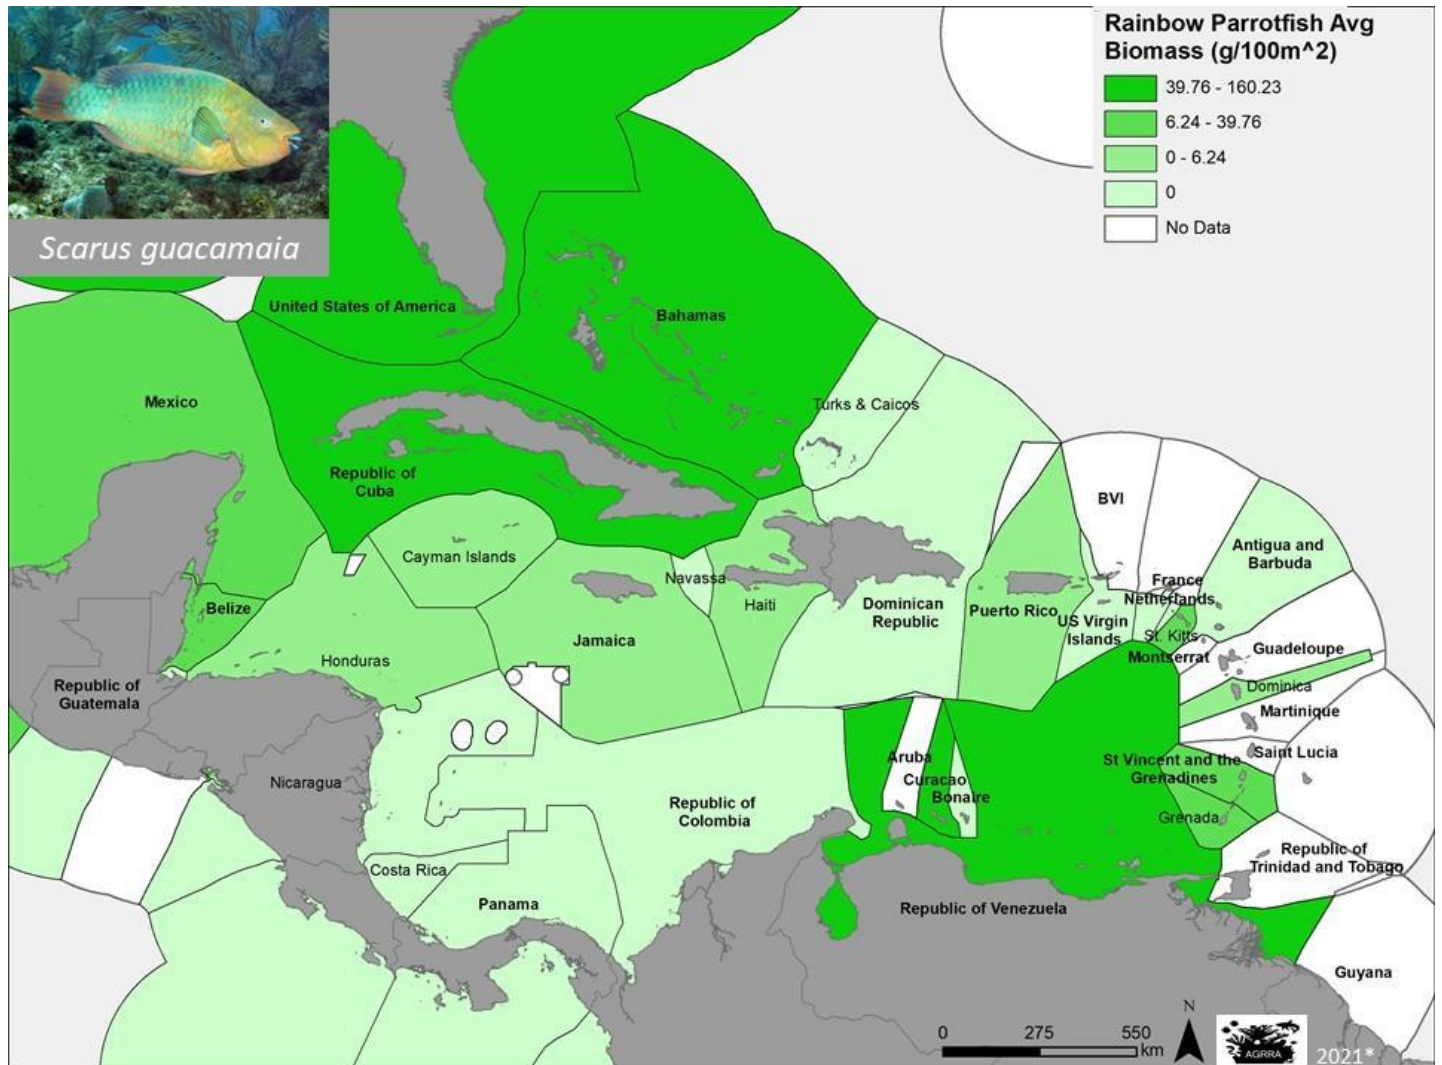 Scarus guacamaia
Rainbow Parrotfish Avg
Biomass (g/100m^2)
39.76 - 160.23
6.24 - 39.76
0 - 6.24
0
No Data
United States of America
Bahamas
Mexico
Turks & Caicos
Republic of
Cuba
BVI
Cayman Islands
Navassa
Antigua and
Barbuda
France
Netherlands
Belize
Haiti
Dominican
Republic
Puerto Rico
US Virgin
Islands
St. Kitts
Jamaica
Honduras
Montserrat
Guadeloupe
Republic of
Guatemala
Dominica
Martinique
Saint Lucia
St Vincent and the
Grenadines
Aruba
Curacao
Bonaire
Nicaragua
Republic of
Colombia
Grenada
Republic of
Trinidad and Tobago
Costa Rica
Panama
Republic of Venezuela
Guyana
N
0 275 550
km
AGRRA
2021*